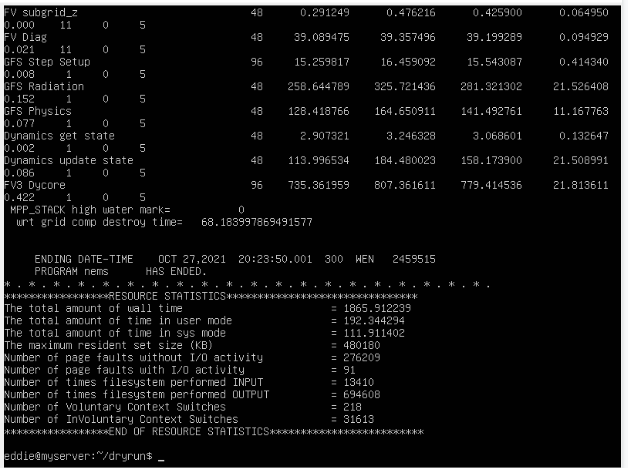 FV subgrid_z 48 0.291249 0.476216 0.425900 0.064950
0.000 11 0 5
FV Diag 48 39.089475 39.357496 39.199289 0.094929
0.021 11 0 5
GFS Step Setup 96 15.259817 16.459092 15.543087 0.414340
0.008 1 0 5
GFS Radiation 48 258.644789 325.721436 281.321302 21.526408
0.152 1 0 5
GFS Physics 48 128.418766 164.650911 141.492761 11.167763
0.077 1 0 5
Dynamics get state 48 2.907321 3.246328 3.068601 0.132647
0.002 1 0 5
Dynamics update state 48 113.996534 184.480023 158.173900 21.508991
0.086 1 0 5
FV3 Dycore 96 735.361959 807.361611 779.414536 21.813611
0.422 1 0 5
MPP_STACK high water mark= 0
wrt grid comp destroy time= 68.183997869491577
ENDING DATE-TIME OCT 27,2021 20:23:50.001 300 WEN 2459515
PROGRAM nems HAS ENDED.
* . * . * . * . * . * . * . * . * . * . * . * . * . * . * . * . * . * . * . * .
*****************RESOURCE STATISTICS*******************************
The total amount of wall time = 1865.912239
The total amount of time in user mode = 192.344294
The total amount of time in sys mode = 111.911402
The maximum resident set size (KB) = 480180
Number of page faults without I/O activity = 276209
Number of page faults with I/O activity = 91
Number of times filesystem performed INPUT = 13410
Number of times filesystem performed OUTPUT = 694608
Number of Voluntary Context Switches = 218
Number of InVoluntary Context Switches = 31613
*****************END OF RESOURCE STATISTICS*************************
eddie@myserver:~/dryrun$ _